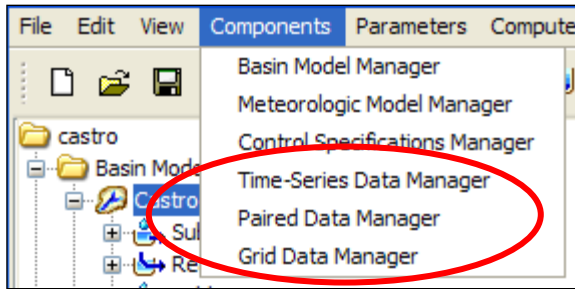 File Edit View Components Parameters Compute
Basin Model Manager
Meteorologic Model Manager
castro
Control Specifications Manager
Basin Mode
Time-Series Data Manager
Castro
Paired Data Manager
Sul
Grid Data Manager
Re